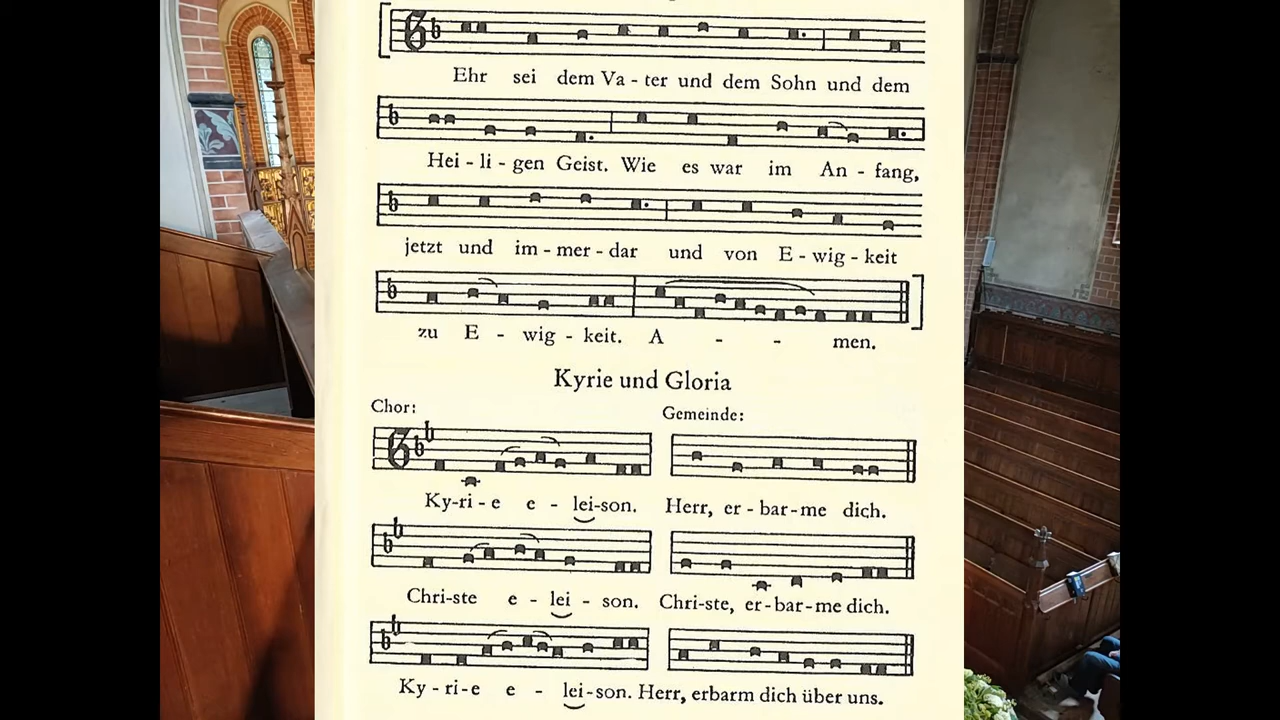 Ehr sei dem Va - ter und dem Sohn und dem
Hei - li - gen Geist. Wie es war im An - fang,
jetzt und im - mer - dar und von E - wig - keit
zu E - wig - keit. A - - men.
Kyrie und Gloria
Chor: Gemeinde:
Ky-ri - e e - lei-son. Herr, er - bar - me dich.
Chri-ste e - lei - son. Chri-ste, er-bar-me dich.
Ky - ri-e e - lei-son. Herr, erbarm dich über uns.